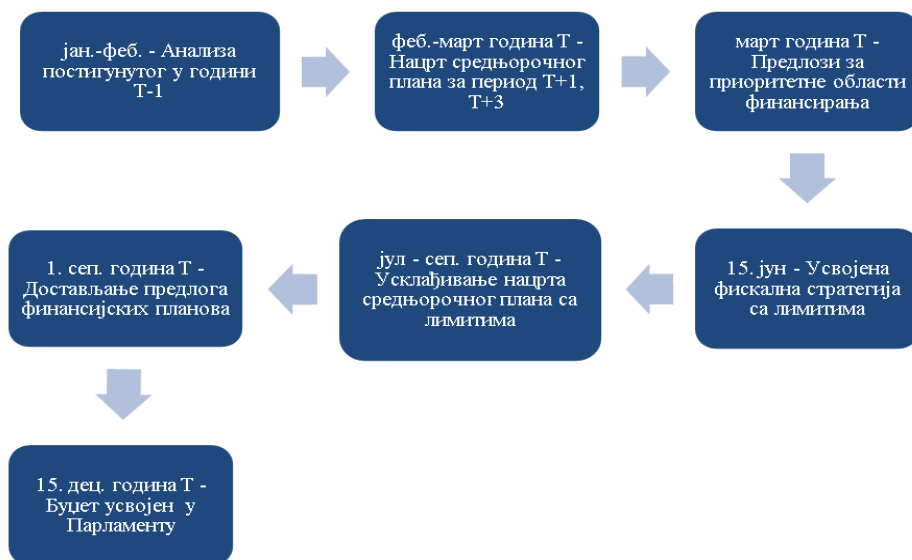 јан.-феб. - Анализа
постигунутог у години
Т-1
феб.-март година Т -
Нацрт средњорочног
плана за период Т+1,
Т+3
март година Т -
Предлози за
приоритетне области
финансирања
15. јун - Усвојена
фискална стратегија
са лимитима
јул - сеп. година Т -
Усклађивање нацрта
средњорочног плана са
лимитима
1. сеп. година Т -
Достављање предлога
финансијских планова
15. дец. година Т -
Буџет усвојен у
Парламенту